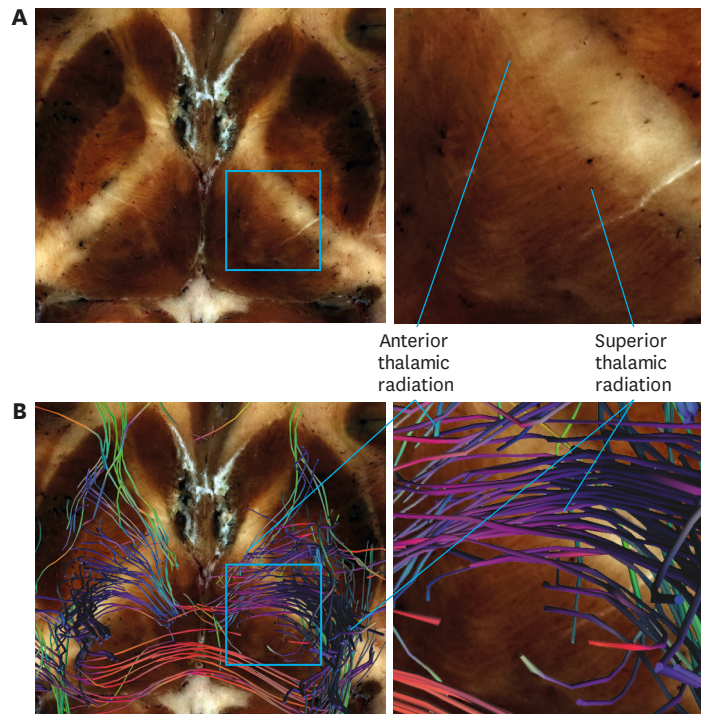 A
Anterior
thalamic
radiation
Superior
thalamic
radiation
B